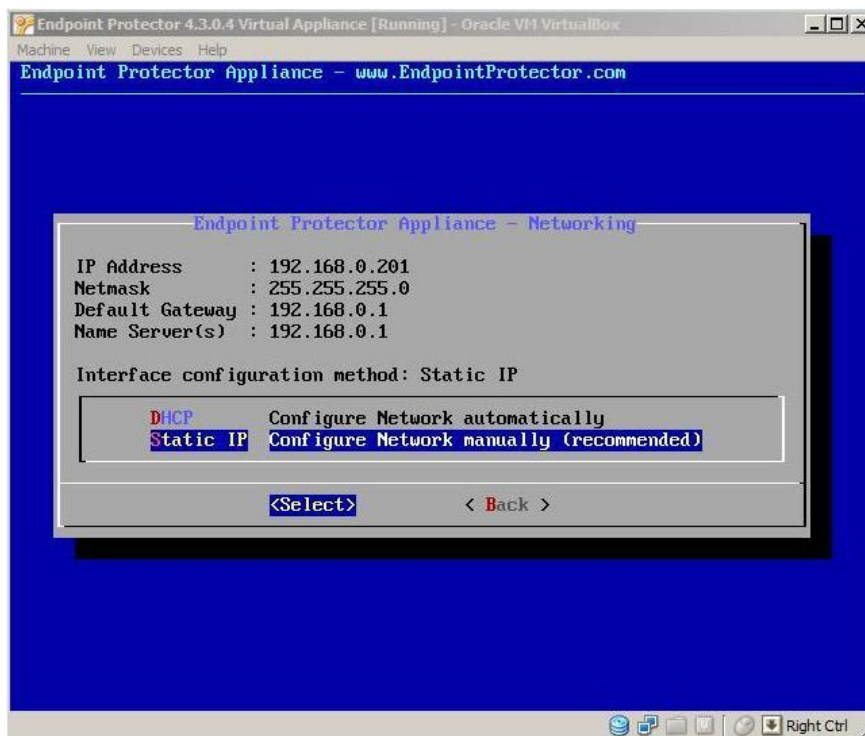 Endpoint Protector 4.3.0.4 Virtual Appliance [Running] - Oracle VM VirtualBox
Machine View Devices Help
Endpoint Protector Appliance - www.EndpointProtector.com
Endpoint Protector Appliance - Networking
IP Address : 192.168.0.201
Netmask : 255.255.255.0
Default Gateway : 192.168.0.1
Name Server(s) : 192.168.0.1
Interface configuration method: Static IP
DHCP Configure Network automatically
Static IP Configure Network manually (recommended)
<Select> < Back >
Right Ctrl